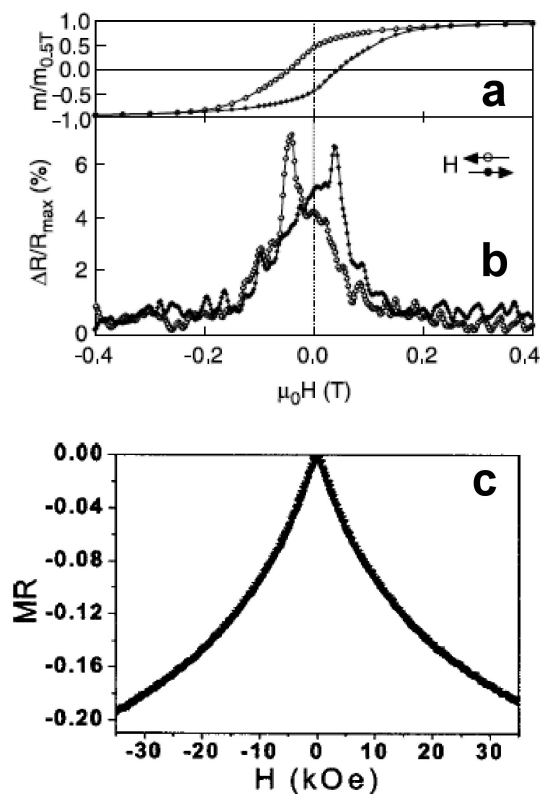 m/m0.5T
1.0
0.5
0.0
-0.5
-1.0
a
ΔR/Rmax (%)
6
4
2
0
H
b
-0.4 -0.2 0.0 0.2 0.4
μ0H (T)
MR
0.00
-0.04
-0.08
-0.12
-0.16
-0.20
c
-30 -20 -10 0 10 20 30
H (kOe)